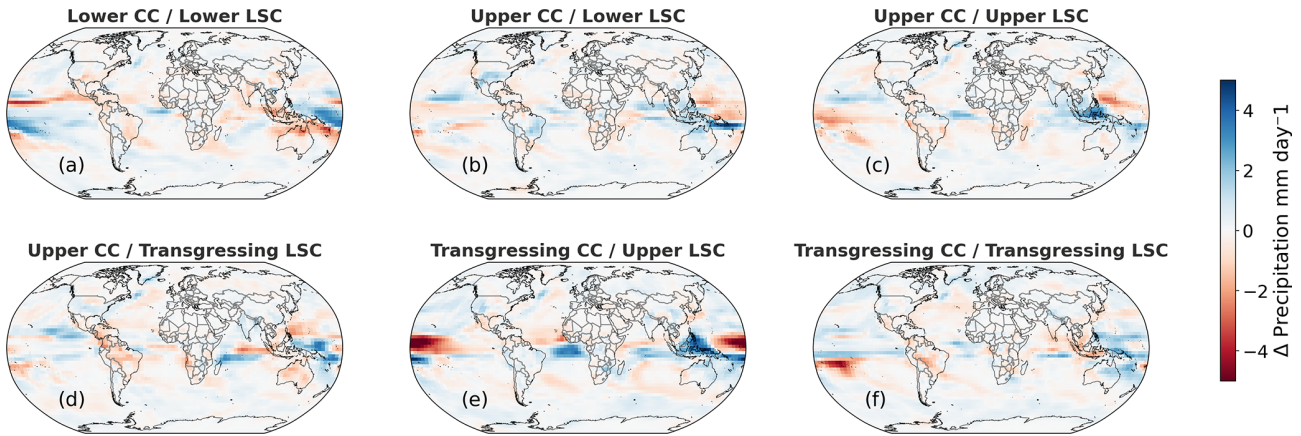 Lower CC / Lower LSC
Upper CC / Lower LSC
Upper CC / Upper LSC
(a)
(b)
(c)
Upper CC / Transgressing LSC
Transgressing CC / Upper LSC
Transgressing CC / Transgressing LSC
(d)
(e)
(f)
4
2
0
−2
−4
Δ Precipitation mm day−1